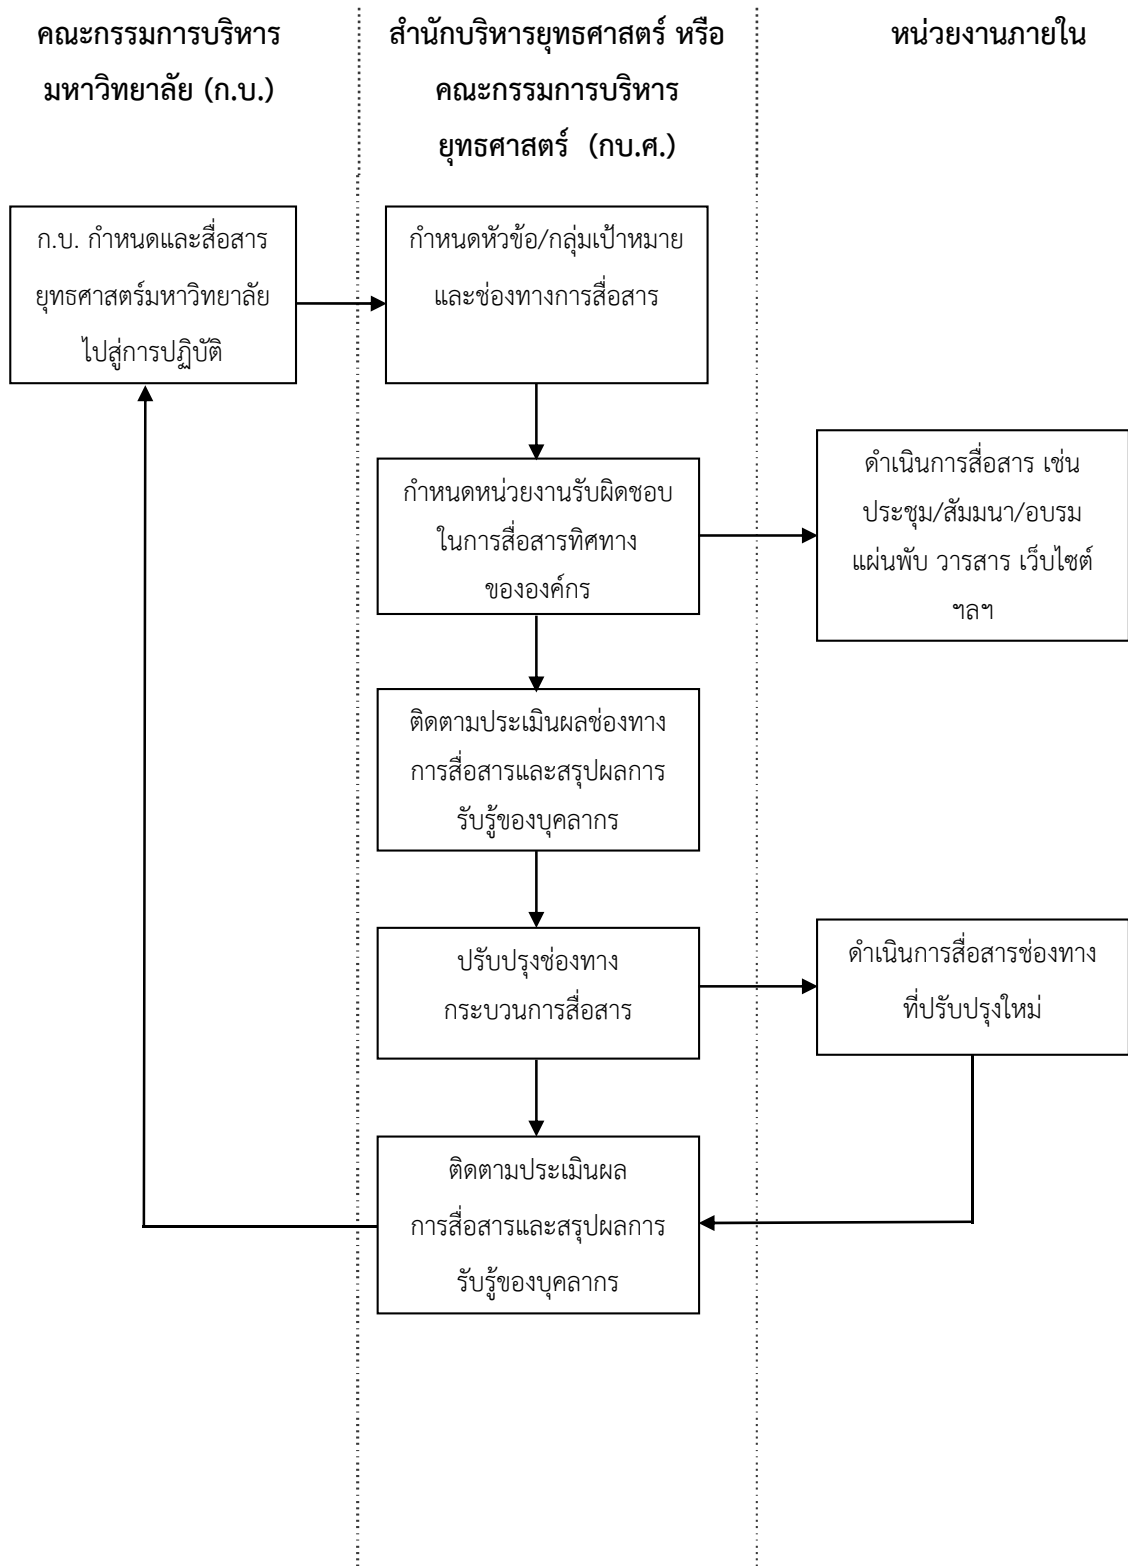 คณะกรรมการบริหาร
มหาวิทยาลัย (ก.บ.)
สำนักบริหารยุทธศาสตร์ หรือ
คณะกรรมการบริหาร
ยุทธศาสตร์ (กบ.ศ.)
หน่วยงานภายใน
ก.บ. กำหนดและสื่อสาร
ยุทธศาสตร์มหาวิทยาลัย
ไปสู่การปฏิบัติ
กำหนดหัวข้อ/กลุ่มเป้าหมาย
และช่องทางการสื่อสาร
กำหนดหน่วยงานรับผิดชอบ
ในการสื่อสารทิศทาง
ขององค์กร
ดำเนินการสื่อสาร เช่น
ประชุม/สัมมนา/อบรม
แผ่นพับ วารสาร เว็บไซต์
ฯลฯ
ติดตามประเมินผลช่องทาง
การสื่อสารและสรุปผลการ
รับรู้ของบุคลากร
ปรับปรุงช่องทาง
กระบวนการสื่อสาร
ดำเนินการสื่อสารช่องทาง
ที่ปรับปรุงใหม่
ติดตามประเมินผล
การสื่อสารและสรุปผลการ
รับรู้ของบุคลากร